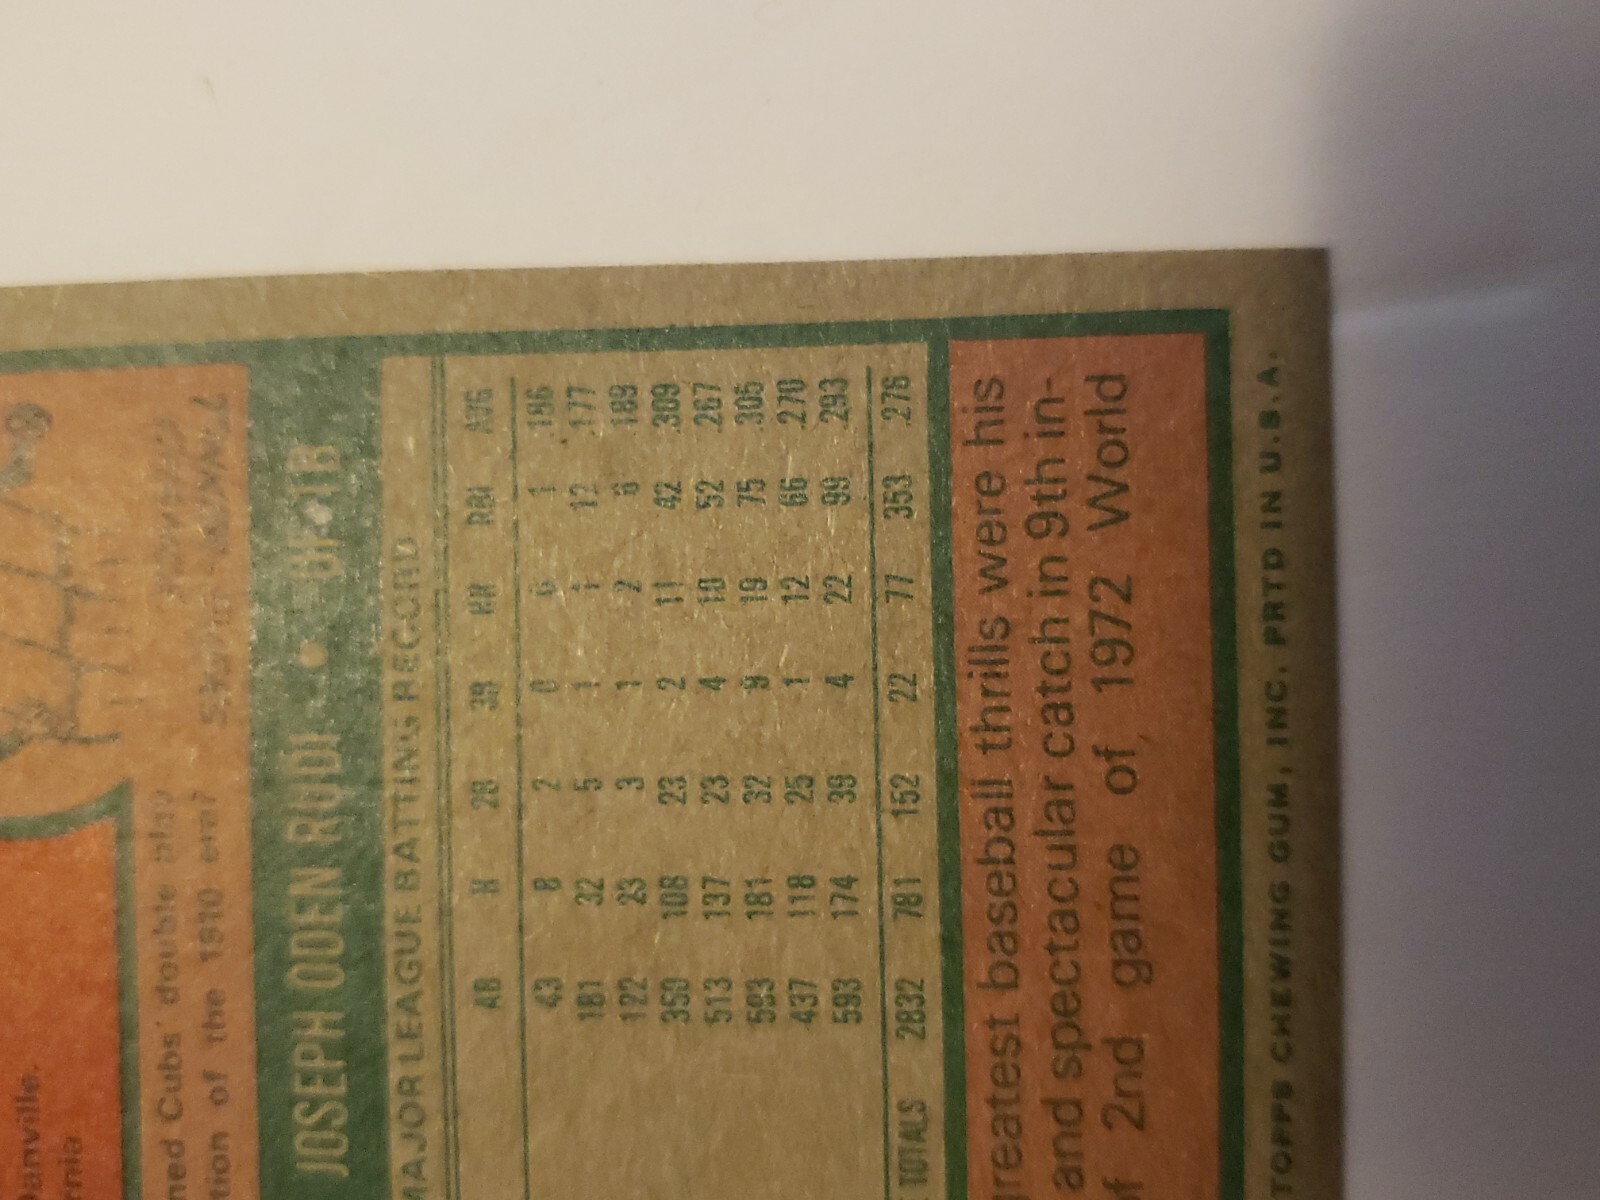 Danville.
rnia
ned Cubs' double play
tion of the 1910 era?
JOSEPH ODEN RUDI • OF-1B
MAJOR LEAGUE BATTING RECORD
AB H 2B 3B HR RBI AVG
43 8 2 0 0 1 .186
181 32 5 1 1 12 .177
122 23 3 1 2 6 .189
350 108 23 2 11 42 .309
513 137 23 4 10 52 .267
593 181 32 9 19 75 .305
437 118 25 1 12 66 .270
593 174 39 4 22 99 .293
TOTALS 2832 781 152 22 77 353 .276
greatest baseball thrills were his
and spectacular catch in 9th in-
of 2nd game of 1972 World
TOPPS CHEWING GUM, INC. PRTD IN U.S.A.